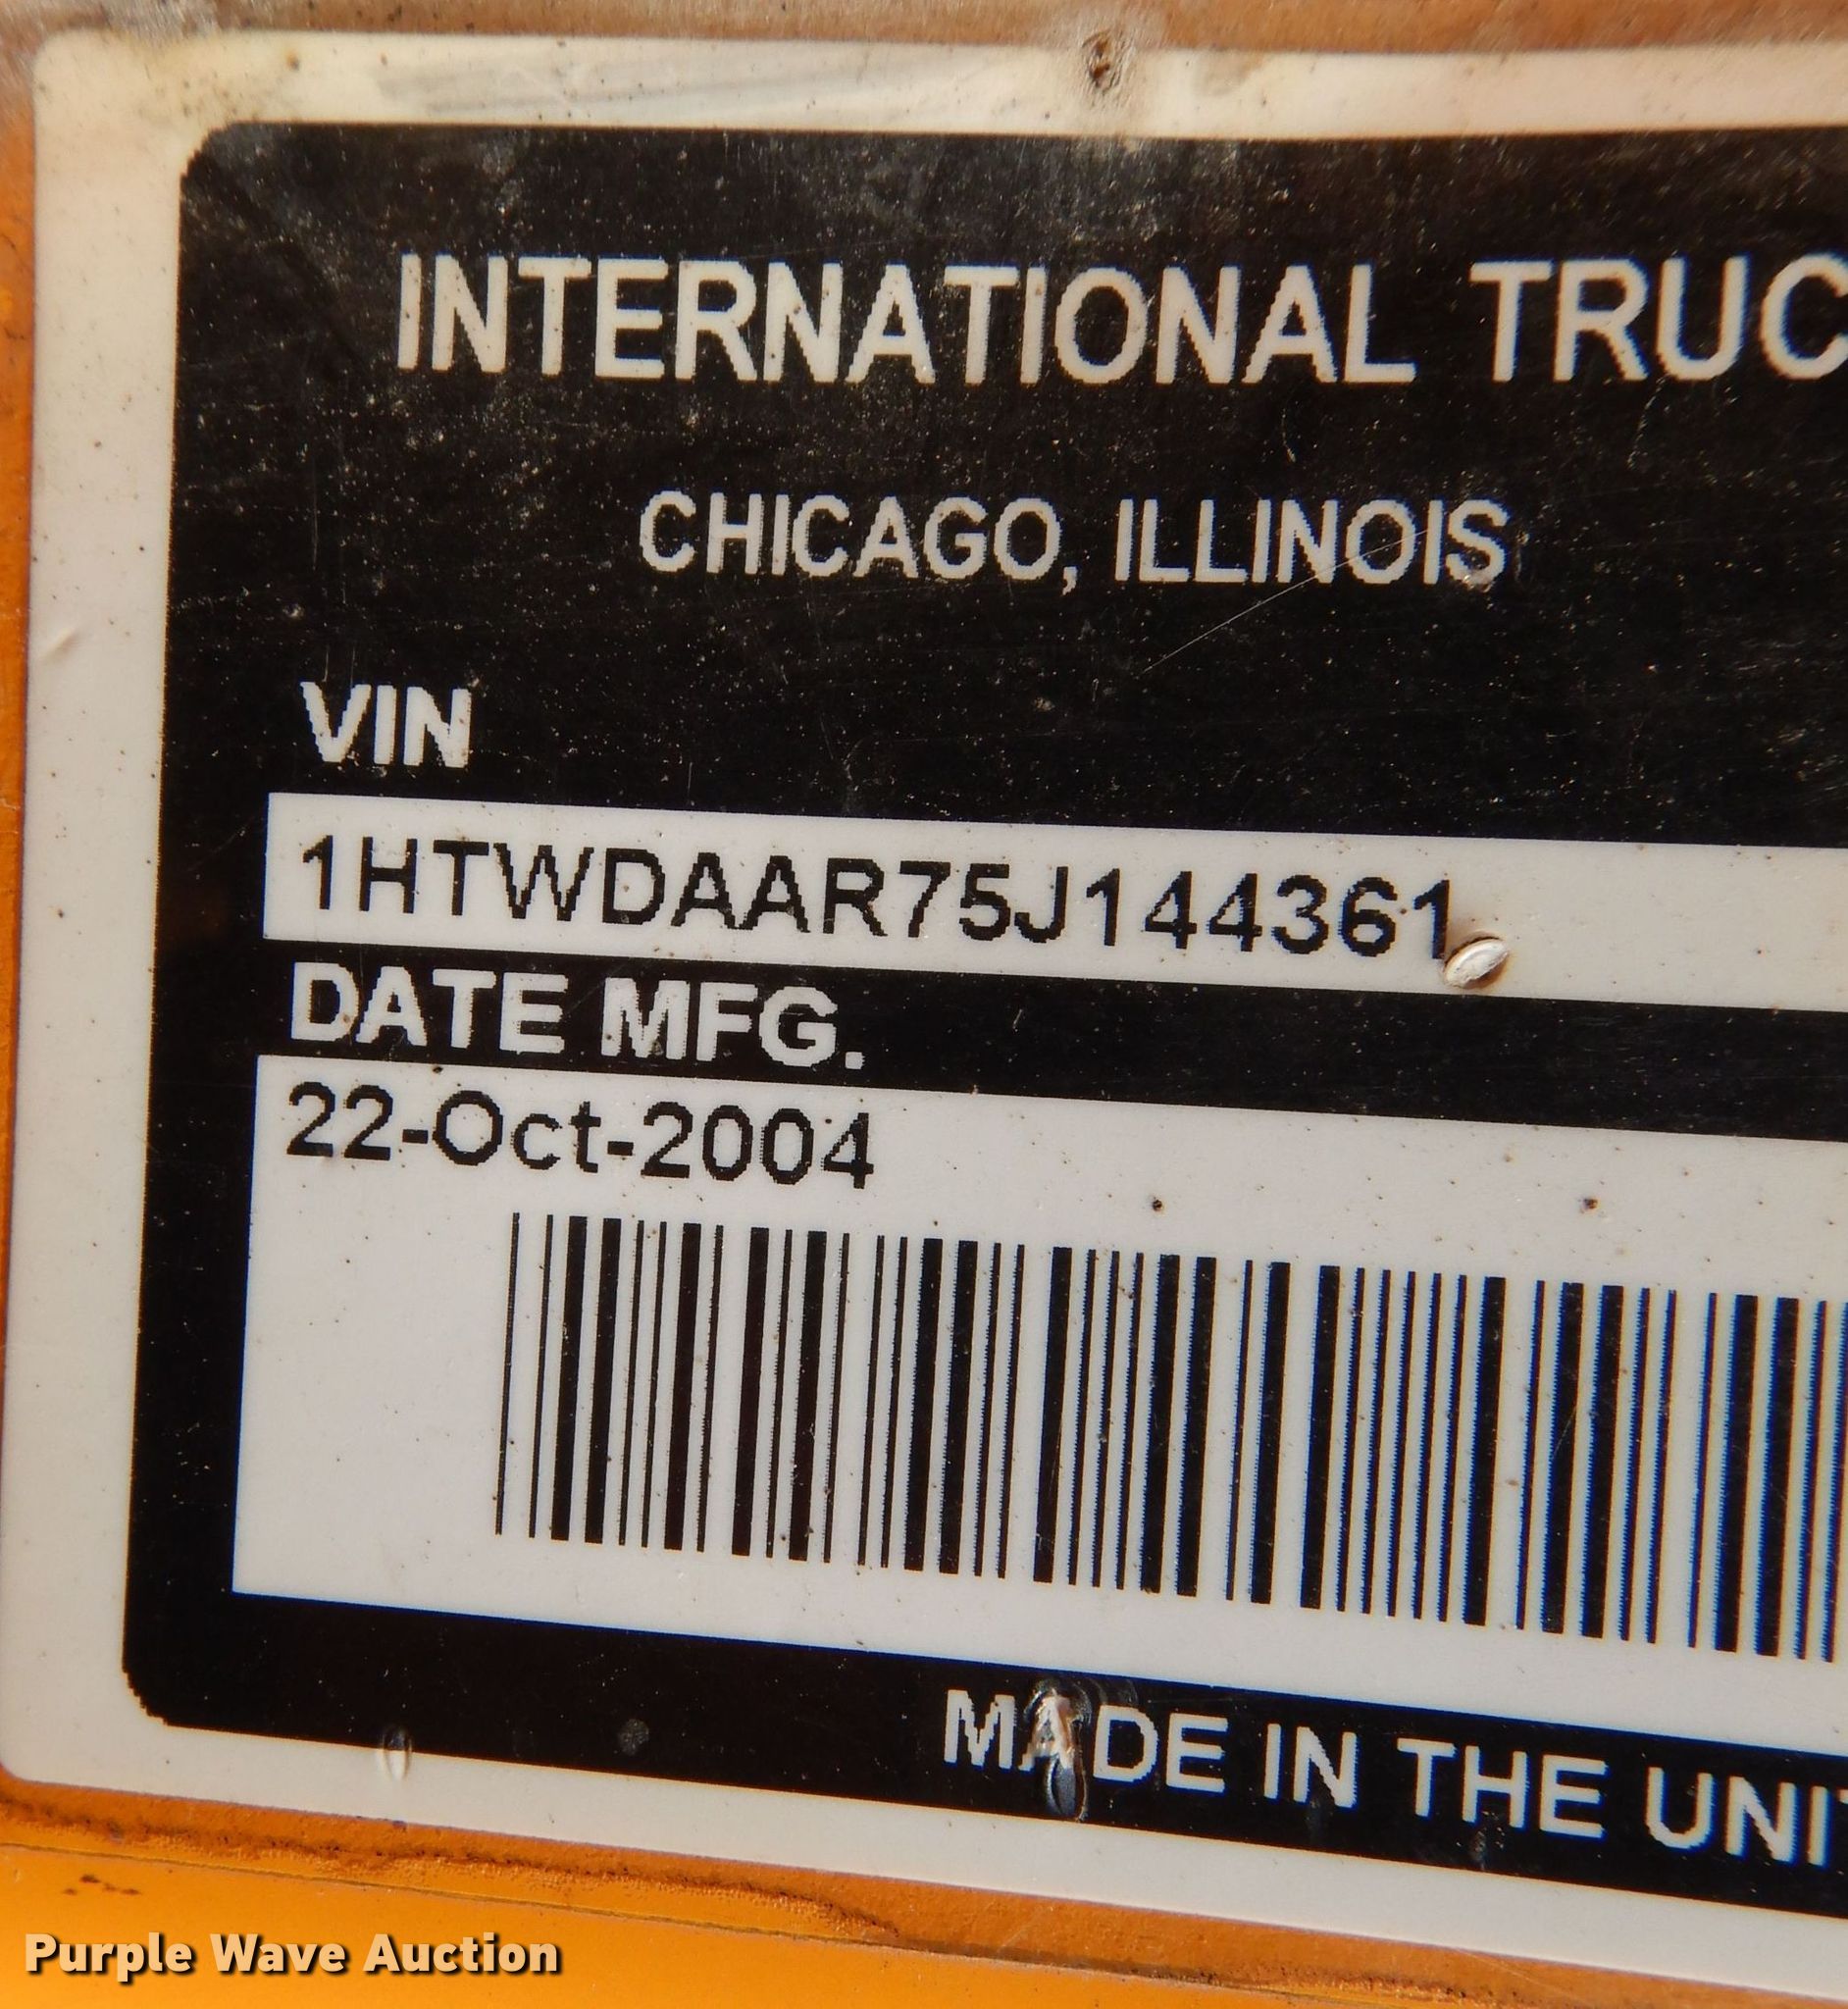 INTERNATIONAL TRUC
CHICAGO, ILLINOIS
VIN
1HTWDAAR75J144361
DATE MFG.
22-Oct-2004
MADE IN THE UNI
Purple Wave Auction